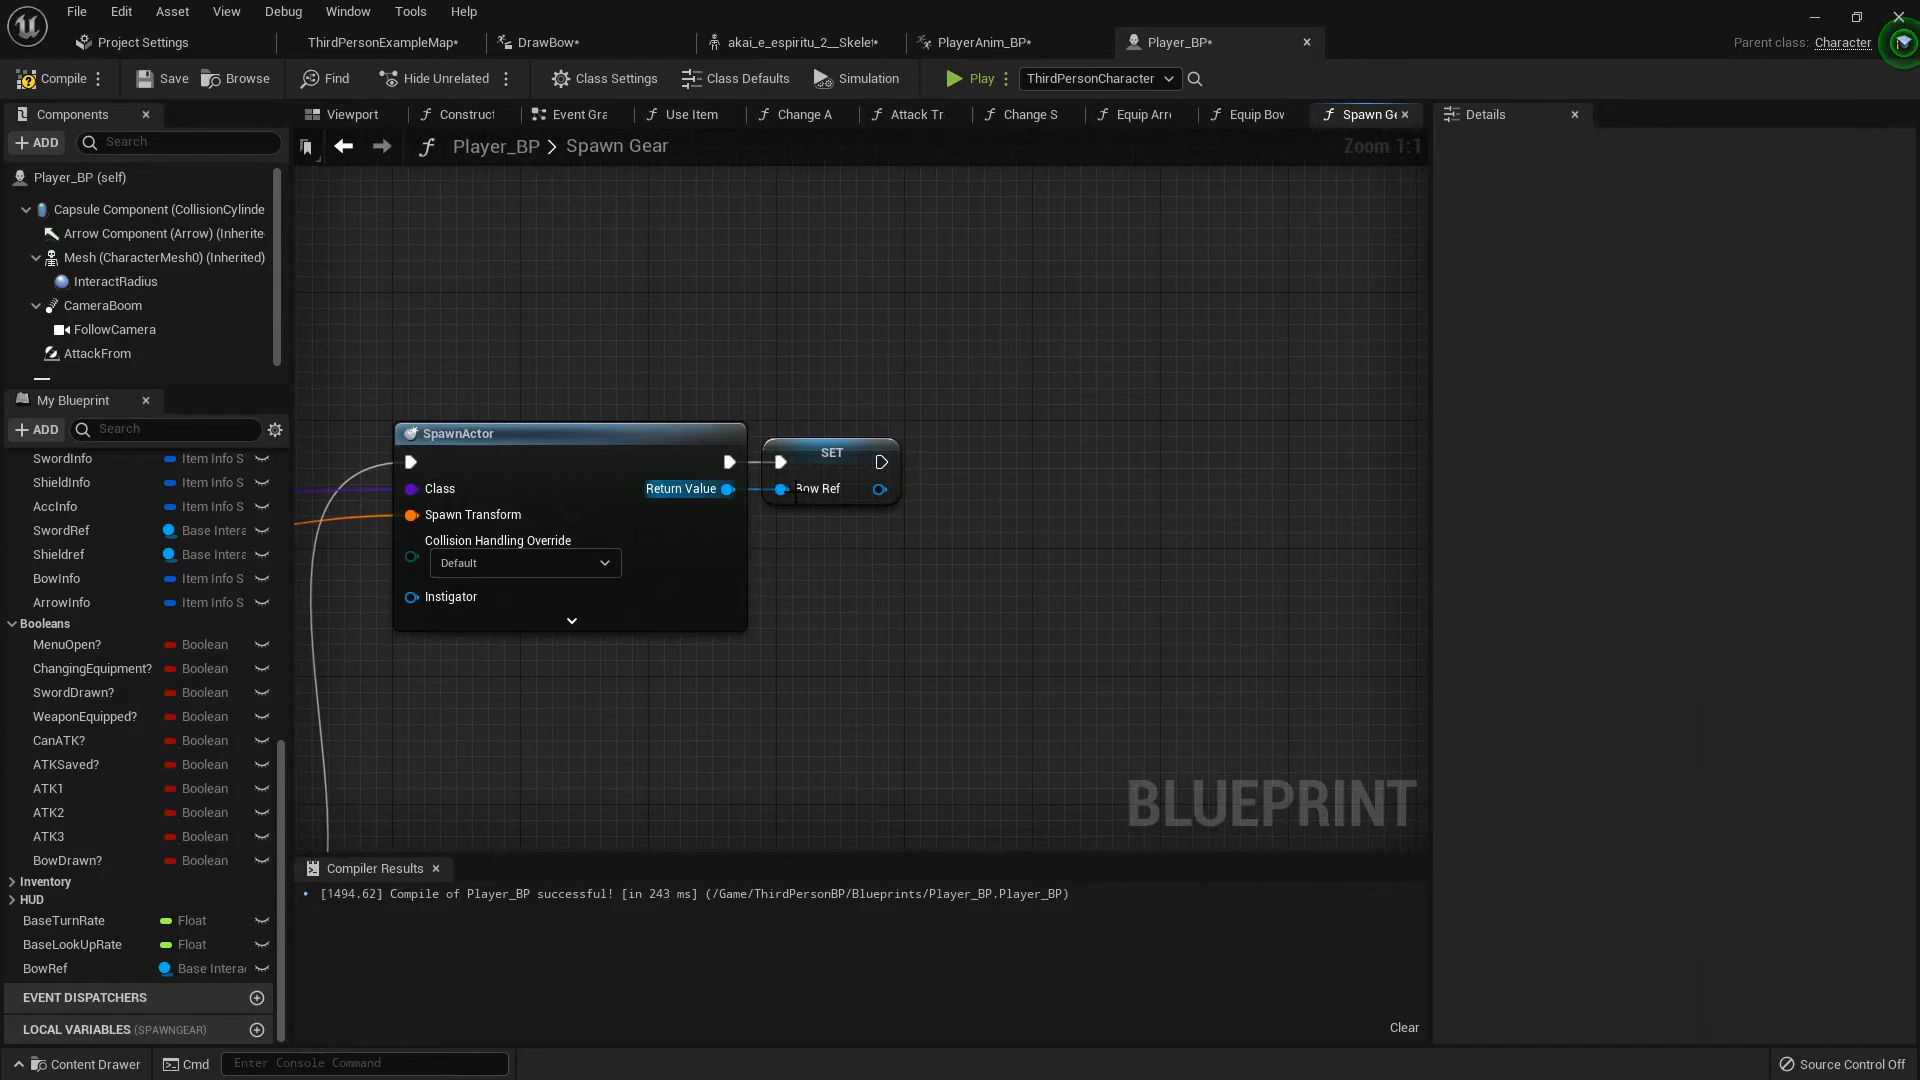 File Edit Asset View Debug Window Tools Help
Project Settings
ThirdPersonExampleMap*
DrawBow*
akai_e_espiritu_2__Skelet*
PlayerAnim_BP*
Player_BP*
Parent class: Character
Compile
Save
Browse
Find
Hide Unrelated
Class Settings
Class Defaults
Simulation
Play
ThirdPersonCharacter
Components
Viewport
Construct
Event Gra
Use Item
Change A
Attack Tr
Change S
Equip Arr
Equip Bow
Spawn Ge
Details
ADD
Search
Player_BP > Spawn Gear
Zoom 1:1
Player_BP (self)
Capsule Component (CollisionCylinde
Arrow Component (Arrow) (Inherite
Mesh (CharacterMesh0) (Inherited)
InteractRadius
CameraBoom
FollowCamera
AttackFrom
My Blueprint
ADD
Search
SwordInfo Item Info S
ShieldInfo Item Info S
AccInfo Item Info S
SwordRef Base Intera
Shieldref Base Intera
BowInfo Item Info S
ArrowInfo Item Info S
Booleans
MenuOpen? Boolean
ChangingEquipment? Boolean
SwordDrawn? Boolean
WeaponEquipped? Boolean
CanATK? Boolean
ATKSaved? Boolean
ATK1 Boolean
ATK2 Boolean
ATK3 Boolean
BowDrawn? Boolean
Inventory
HUD
BaseTurnRate Float
BaseLookUpRate Float
BowRef Base Intera
EVENT DISPATCHERS
LOCAL VARIABLES (SPAWNGEAR)
SpawnActor
Class
Return Value
Spawn Transform
Collision Handling Override
Default
Instigator
SET
Bow Ref
BLUEPRINT
Compiler Results
[1494.62] Compile of Player_BP successful! [in 243 ms] (/Game/ThirdPersonBP/Blueprints/Player_BP.Player_BP)
Clear
Content Drawer
Cmd
Enter Console Command
Source Control Off